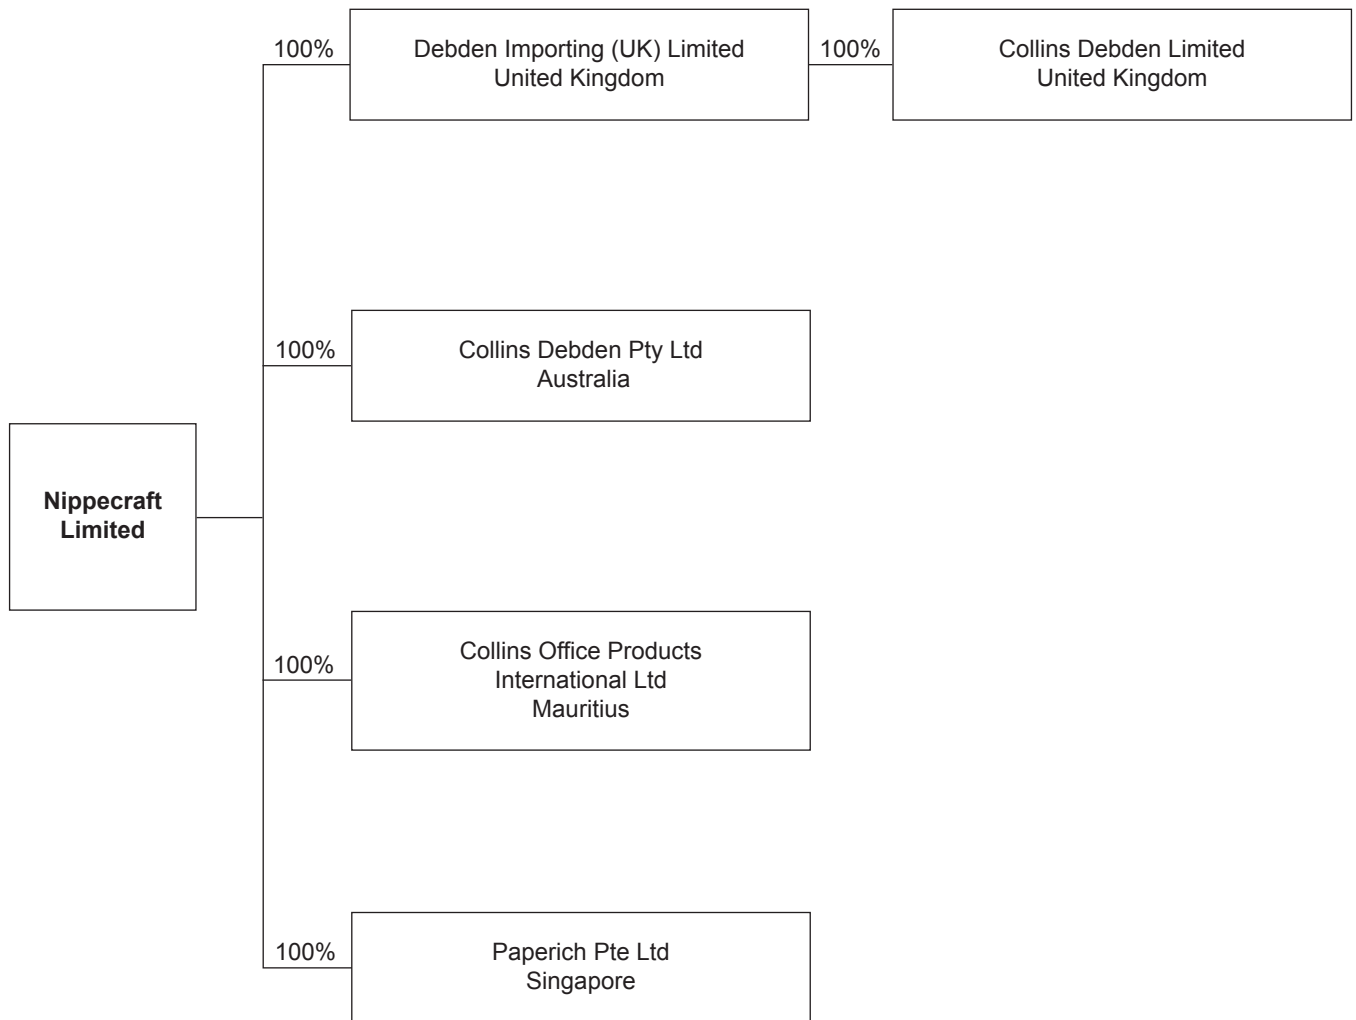 100%
Debden Importing (UK) Limited
United Kingdom
100%
Collins Debden Limited
United Kingdom
100%
Collins Debden Pty Ltd
Australia
Nippecraft
Limited
100%
Collins Office Products
International Ltd
Mauritius
100%
Paperich Pte Ltd
Singapore